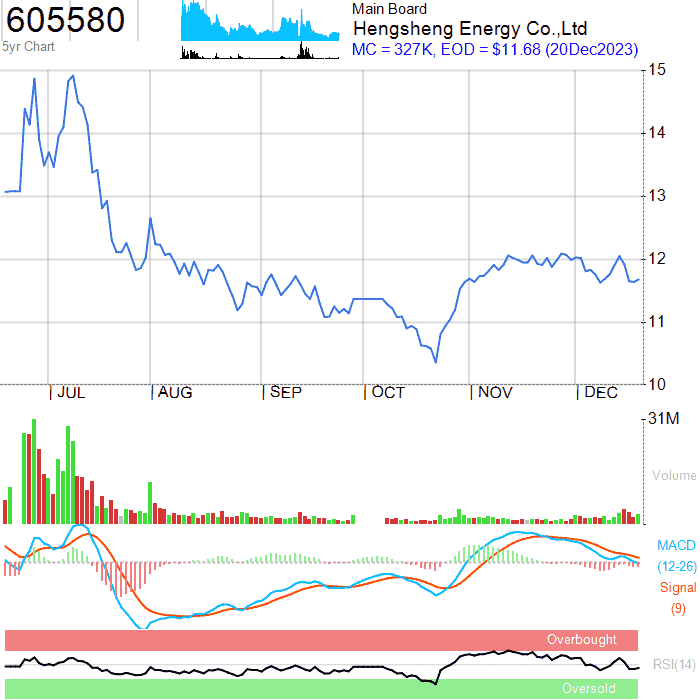 605580
5yr Chart
Main Board
Hengsheng Energy Co.,Ltd
MC = 327K, EOD = $11.68 (20Dec2023)
15
14
13
12
11
10
JUL
AUG
SEP
OCT
NOV
DEC
31M
Volume
MACD
(12-26)
Signal
(9)
Overbought
RSI(14)
Oversold